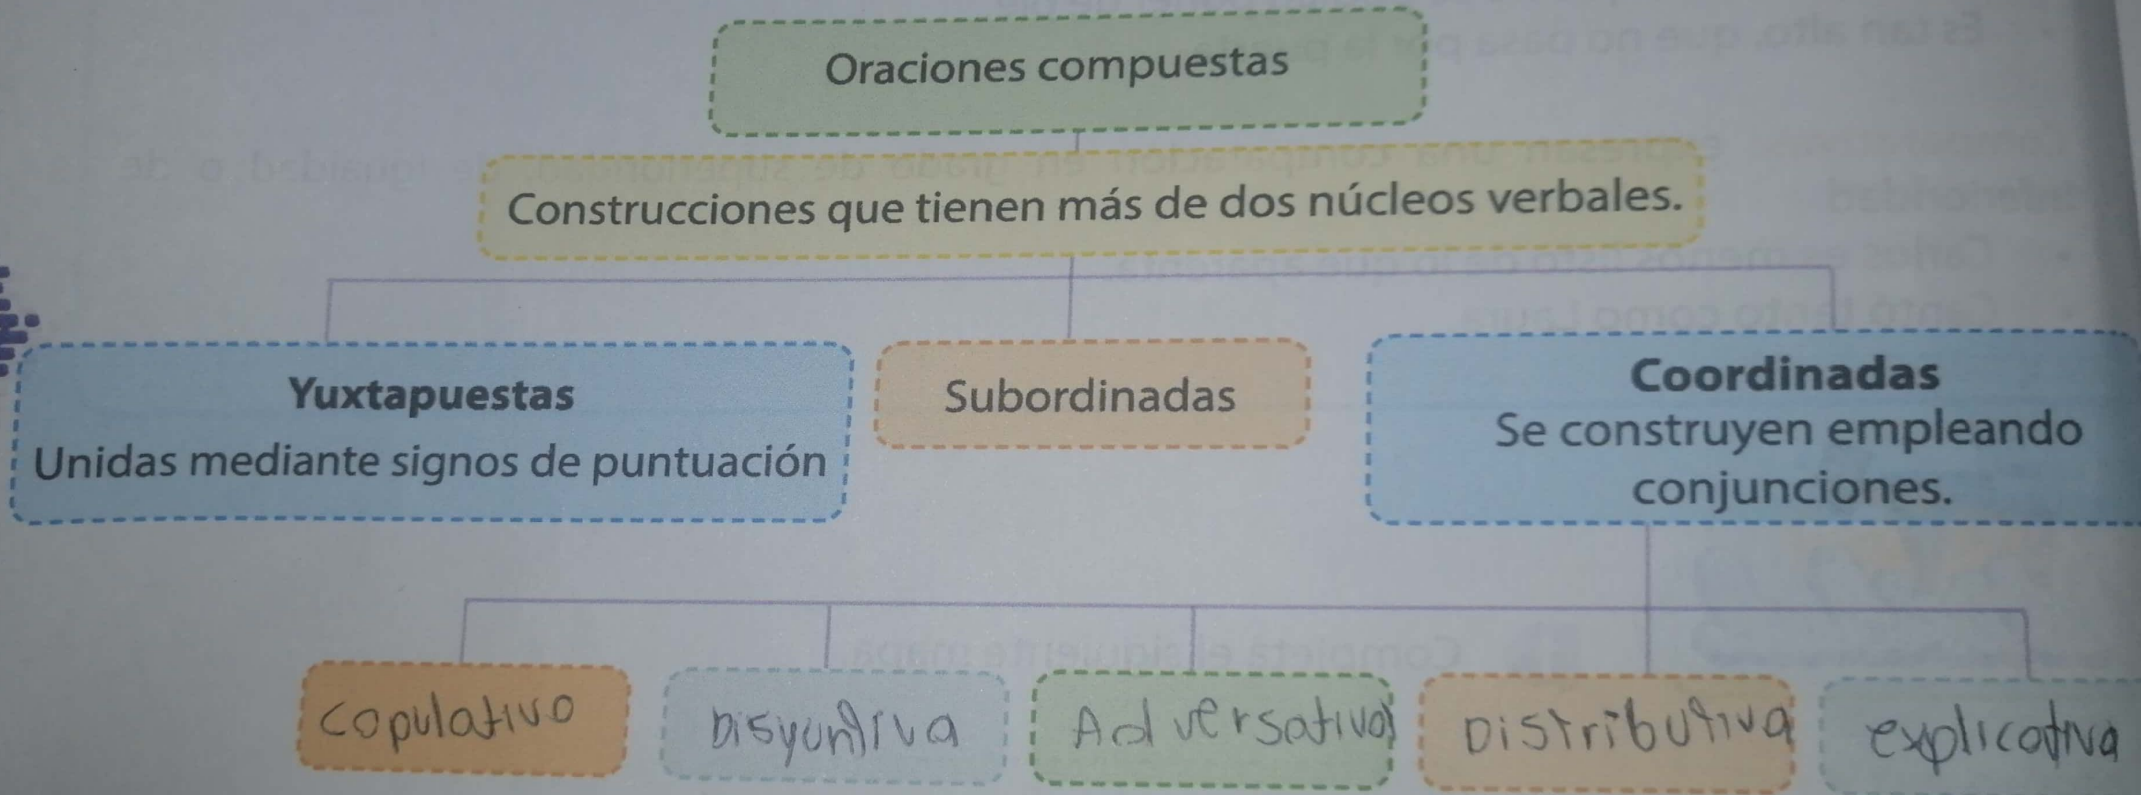 Oraciones compuestas
Construcciones que tienen más de dos núcleos verbales.
Yuxtapuestas
Unidas mediante signos de puntuación
Subordinadas
Coordinadas
Se construyen empleando
conjunciones.
copulativo
Disyuntiva
Adversativas
Distributiva
explicativa